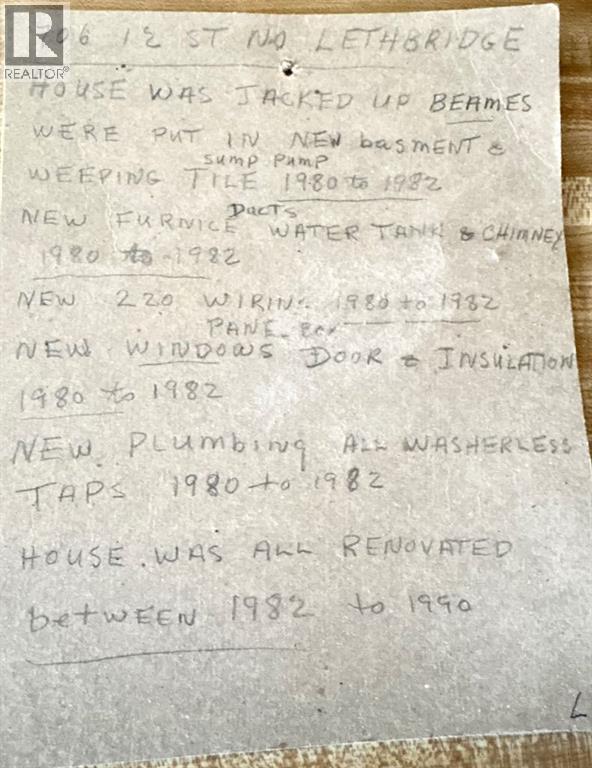 REALTOR®
06 12 ST NO LETHBRIDGE
HOUSE WAS JACKED UP BEAMES
WERE PUT IN NEW basMENT &
sump pump
WEEPING TILE 1980 to 1982
Ducts
NEW FURNICE WATER TANK & CHIMNEY
1980 to 1982
NEW 220 WIRING 1980 to 1982
PANEL Box
NEW WINDOWS DOOR & INSULATION
1980 to 1982
NEW PLumbing ALL WASHERLESS
TAPS 1980 to 1982
HOUSE WAS ALL RENOVATED
betWEEN 1982 to 1990
L